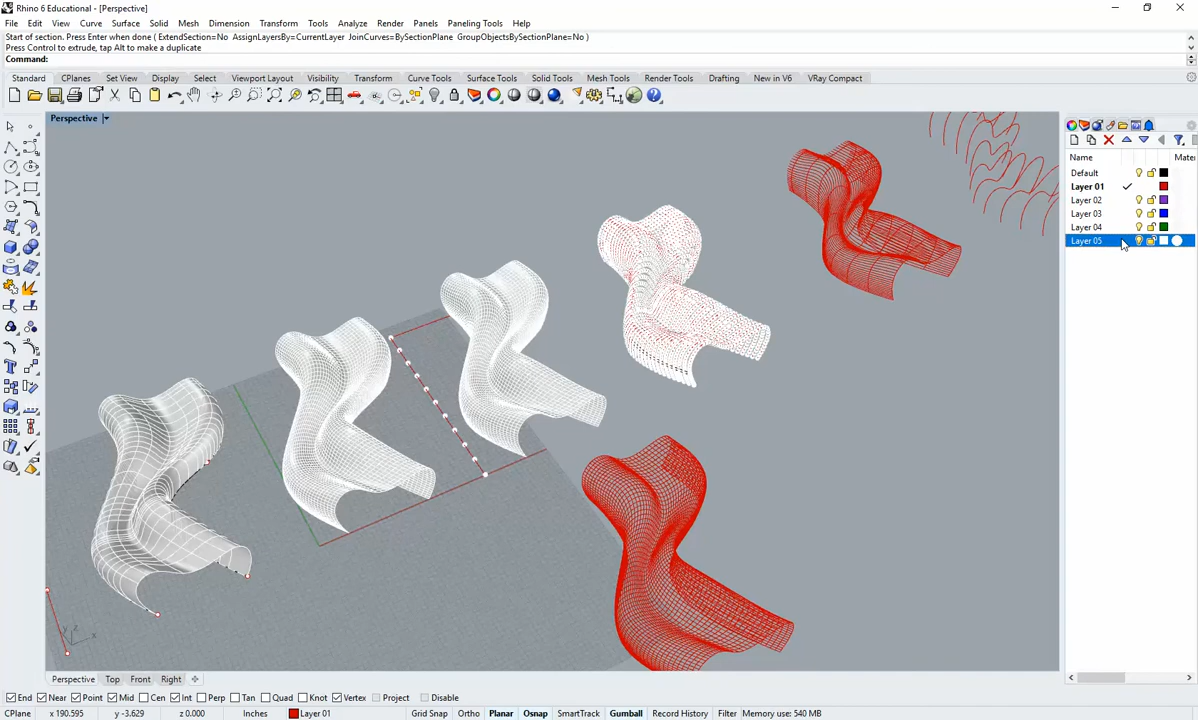 Rhino 6 Educational - [Perspective]
File Edit View Curve Surface Solid Mesh Dimension Transform Tools Analyze Render Panels Paneling Tools Help
Start of section. Press Enter when done ( ExtendSection=No AssignLayersBy=CurrentLayer JoinCurves=BySectionPlane GroupObjectsBySectionPlane=No )
Press Control to extrude, tap Alt to make a duplicate
Command:
Standard CPlanes Set View Display Select Viewport Layout Visibility Transform Curve Tools Surface Tools Solid Tools Mesh Tools Render Tools Drafting New in V6 VRay Compact
Perspective
Name Mater
Default
Layer 01
Layer 02
Layer 03
Layer 04
Layer 05
z
y
x
Perspective Top Front Right
End Near Point Mid Cen Int Perp Tan Quad Knot Vertex Project Disable
CPlane x 190.595 y -3.629 z 0.000 Inches Layer 01 Grid Snap Ortho Planar Osnap SmartTrack Gumball Record History Filter Memory use: 540 MB